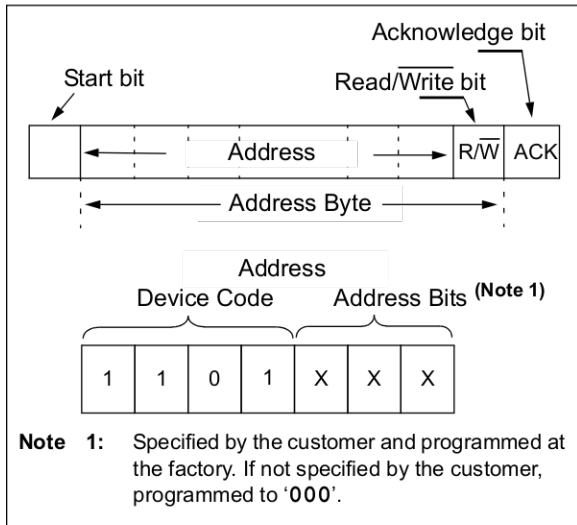 Acknowledge bit
Start bit
Read/Write bit
Address
R/W
ACK
Address Byte
Address
Device Code
Address Bits (Note 1)
1 1 0 1 X X X
Note 1: Specified by the customer and programmed at
the factory. If not specified by the customer,
programmed to ‘000’.